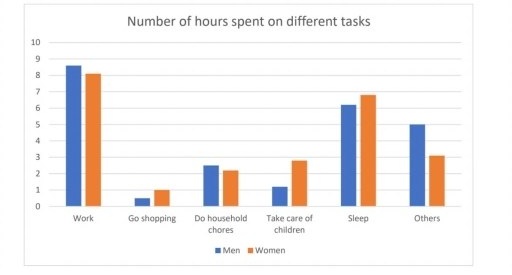 Number of hours spent on different tasks
10
9
8
7
6
5
4
3
2
1
0
Work
Go shopping
Do household
chores
Take care of
children
Sleep
Others
Men
Women